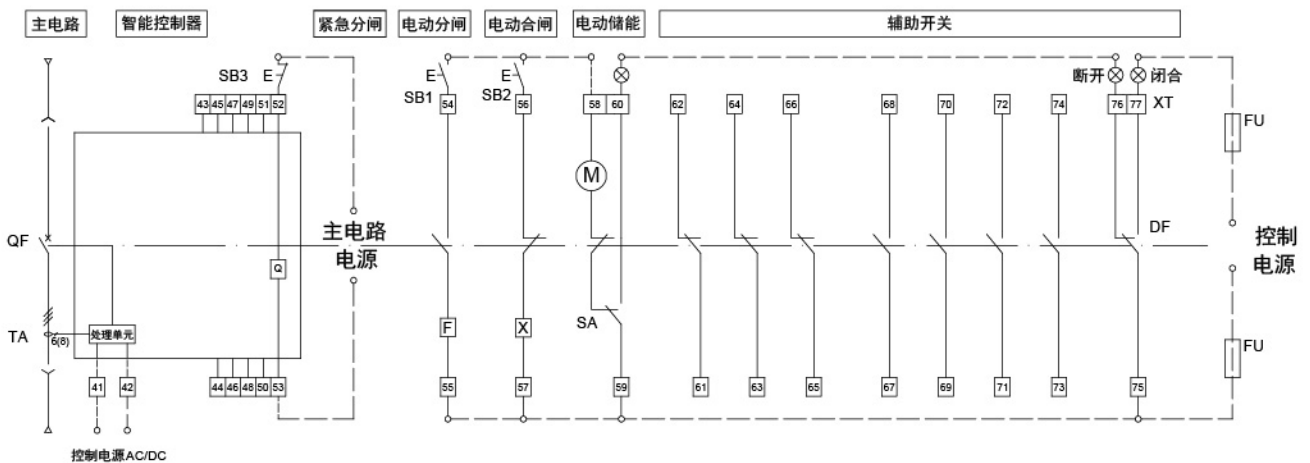 主电路 智能控制器 紧急分闸 电动分闸 电动合闸 电动储能 辅助开关
SB3 E E E 断开 闭合
SB1 SB2
43 45 47 49 51 52 54 56 58 60 62 64 66 68 70 72 74 76 77 XT
FU
M
QF 主电路 DF 控制
电源 电源
Q
TA 处理单元 F X SA
6(8) FU
41 42 44 46 48 50 53 55 57 59 61 63 65 67 69 71 73 75
控制电源AC/DC